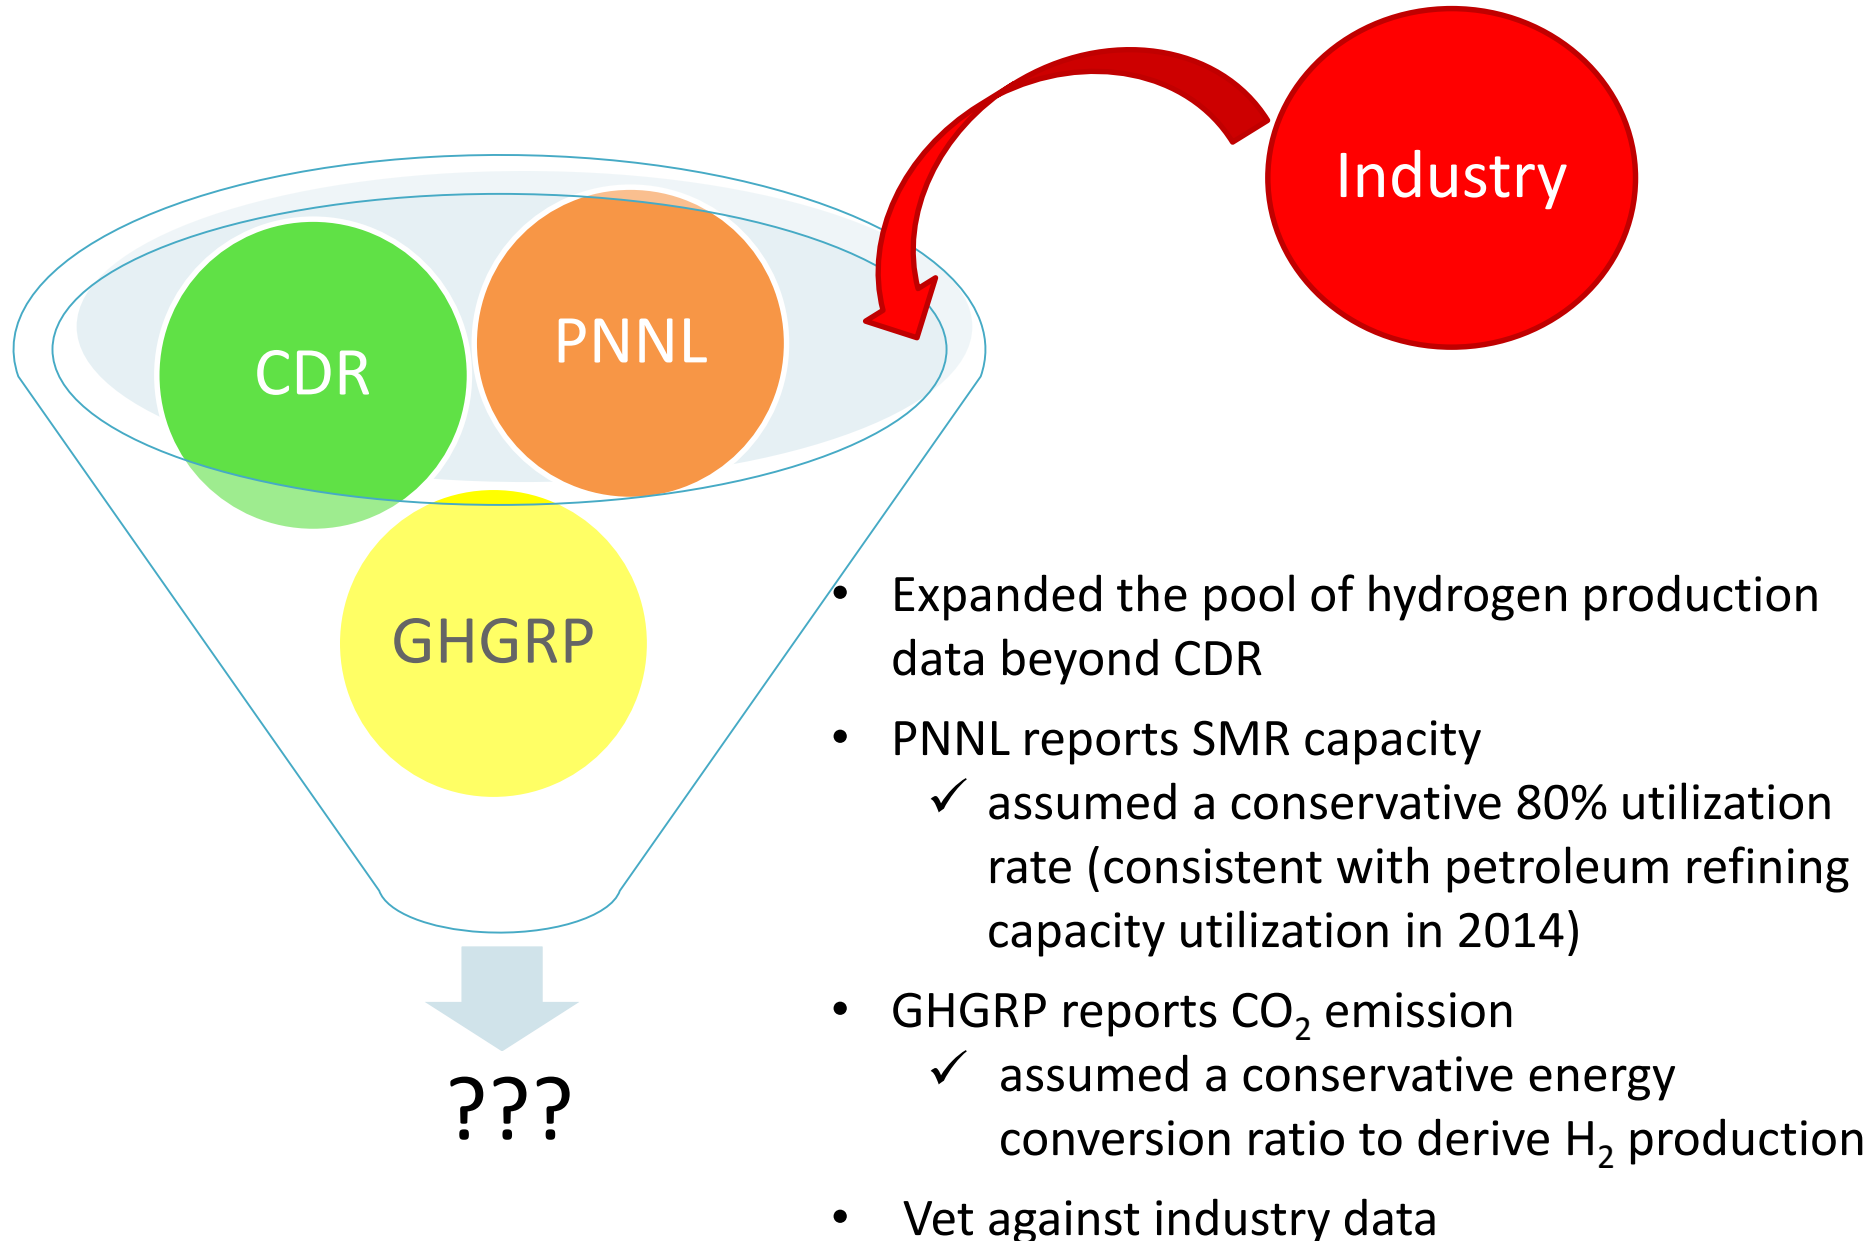 Industry
PNNL
CDR
GHGRP
???
• Expanded the pool of hydrogen production
data beyond CDR
• PNNL reports SMR capacity
✓ assumed a conservative 80% utilization
rate (consistent with petroleum refining
capacity utilization in 2014)
• GHGRP reports CO₂ emission
✓ assumed a conservative energy
conversion ratio to derive H₂ production
• Vet against industry data